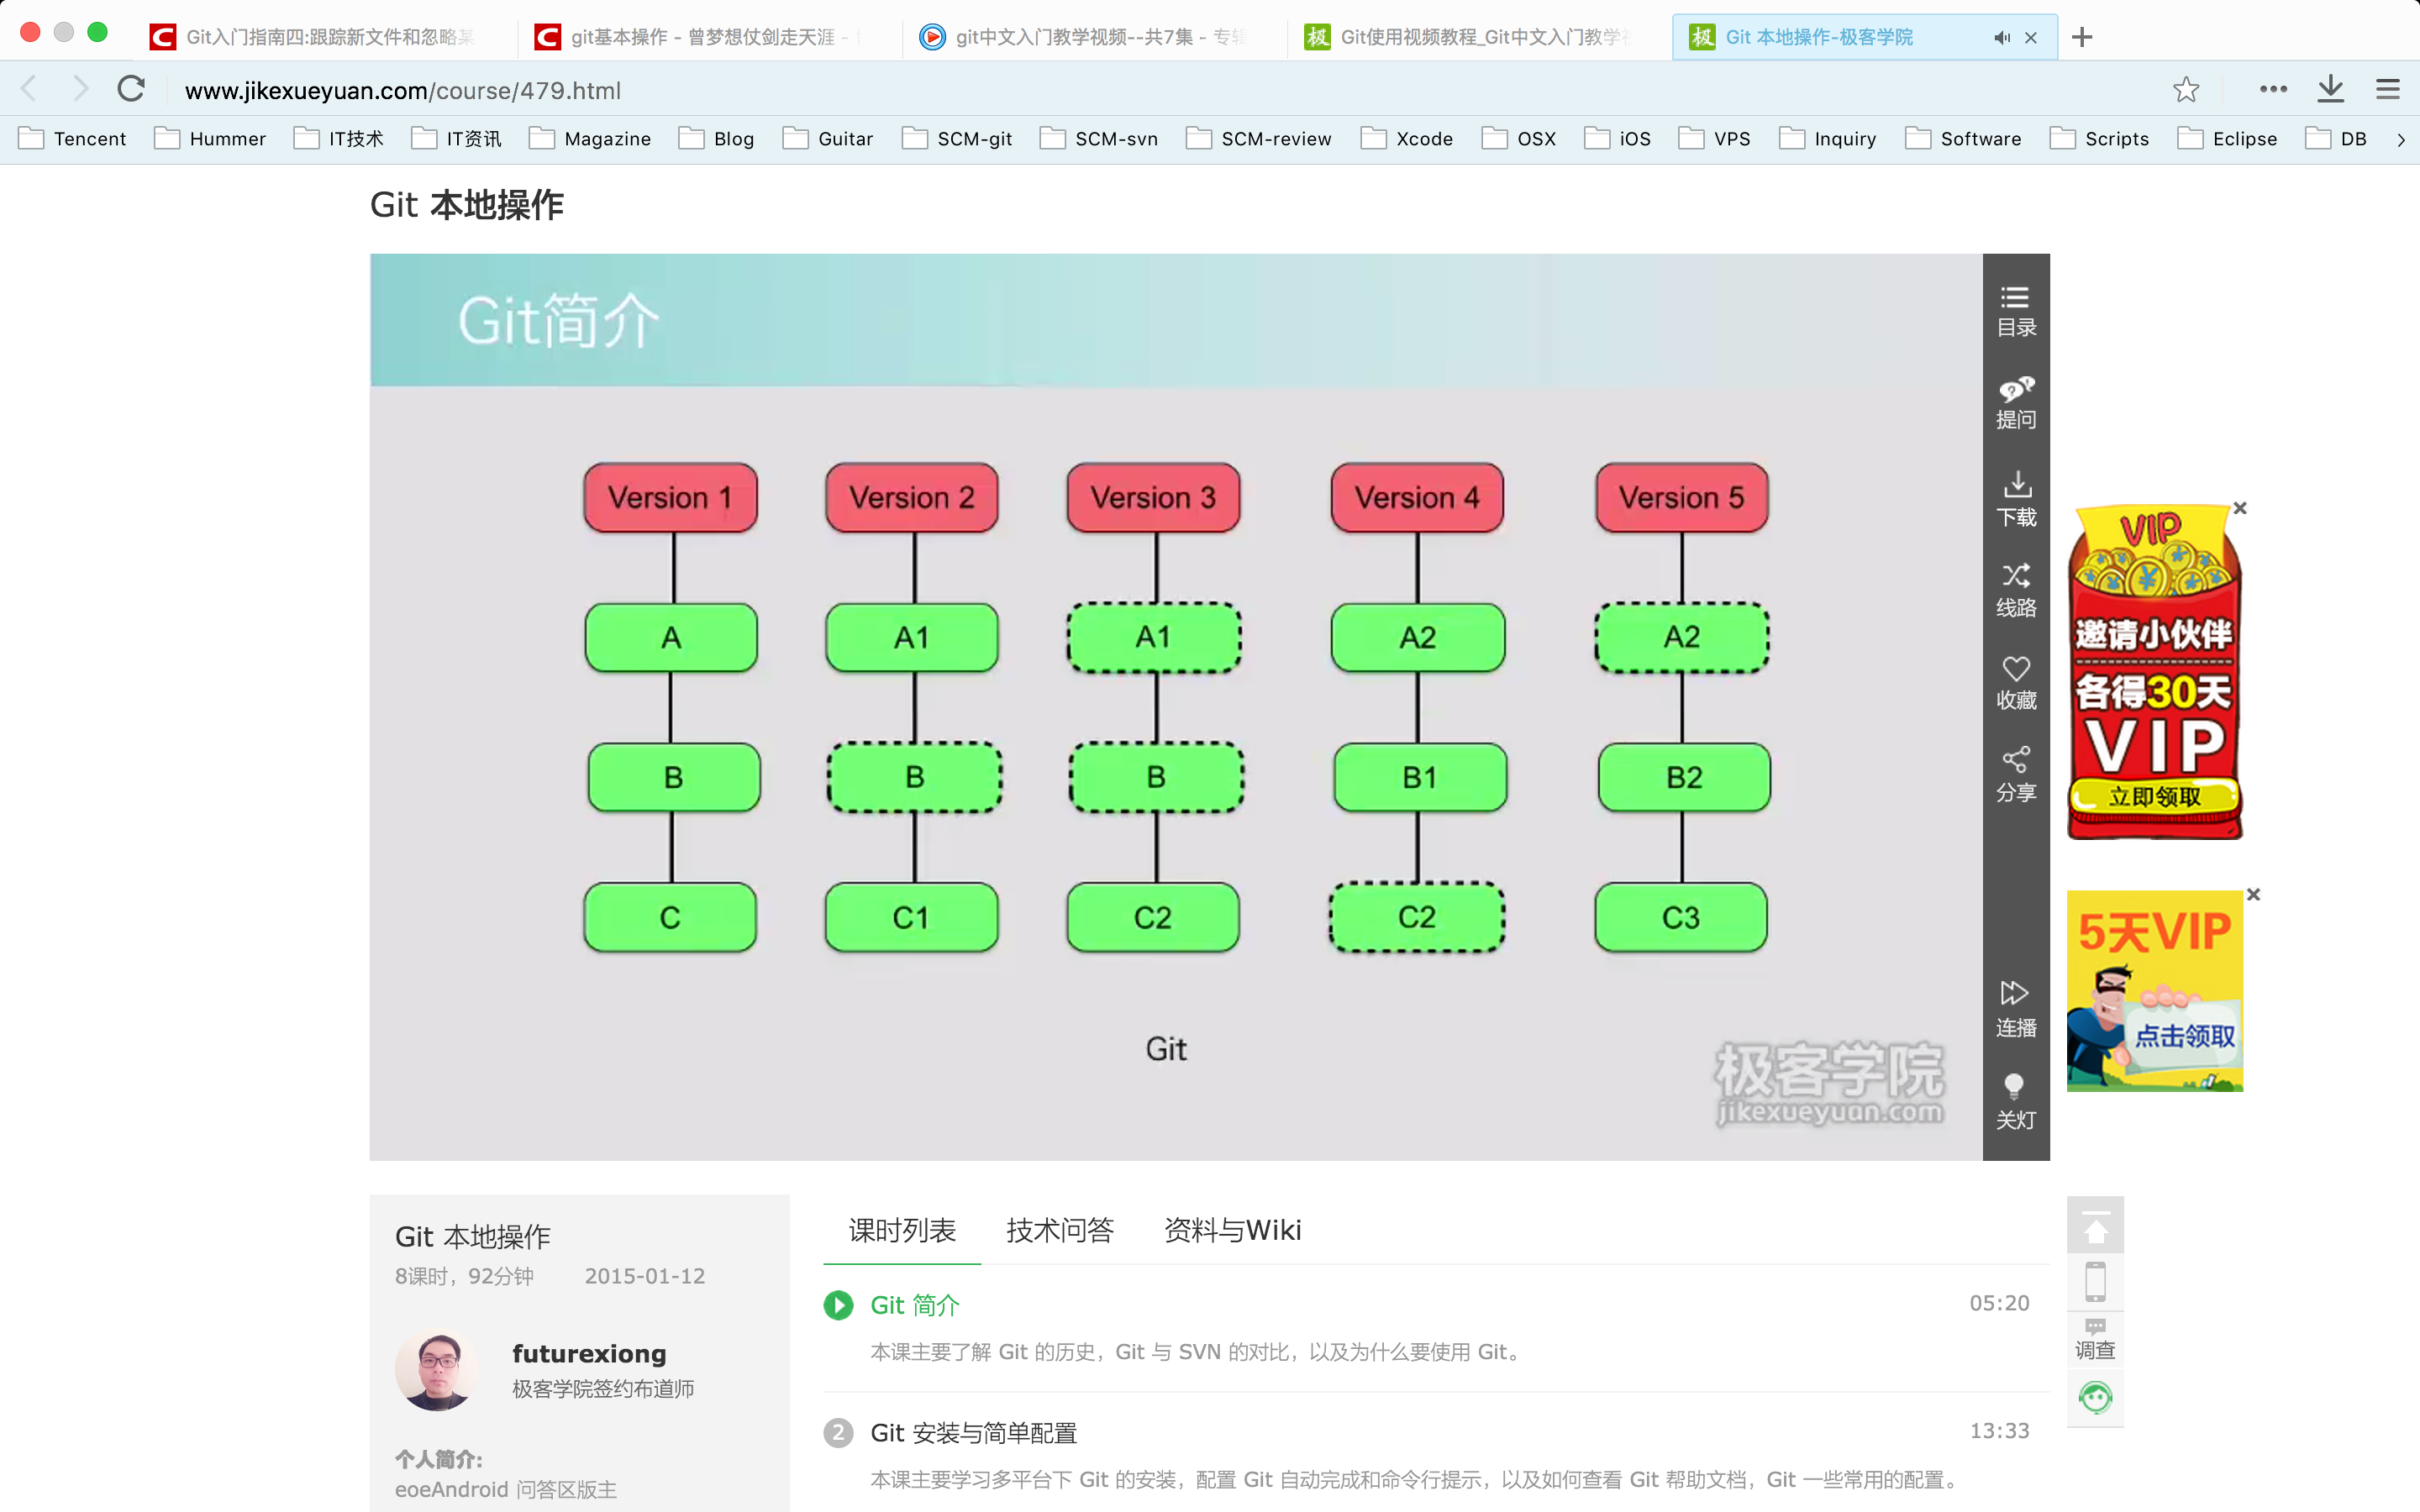 Git入门指南四:跟踪新文件和忽略某
git基本操作 - 曾梦想仗剑走天涯 -
git中文入门教学视频--共7集 - 专辑
Git使用视频教程_Git中文入门教学
Git 本地操作-极客学院
www.jikexueyuan.com/course/479.html
Tencent Hummer IT技术 IT资讯 Magazine Blog Guitar SCM-git SCM-svn SCM-review Xcode OSX iOS VPS Inquiry Software Scripts Eclipse DB
Git 本地操作
Git简介
Version 1 Version 2 Version 3 Version 4 Version 5
A A1 A1 A2 A2
B B B B1 B2
C C1 C2 C2 C3
Git
极客学院
jikexueyuan.com
目录
提问
下载
线路
收藏
分享
连播
关灯
VIP
邀请小伙伴
各得30天
VIP
立即领取
5天VIP
点击领取
Git 本地操作
8课时，92分钟 2015-01-12
futurexiong
极客学院签约布道师
个人简介:
eoeAndroid 问答区版主
课时列表 技术问答 资料与Wiki
Git 简介 05:20
本课主要了解 Git 的历史，Git 与 SVN 的对比，以及为什么要使用 Git。
2 Git 安装与简单配置 13:33
本课主要学习多平台下 Git 的安装，配置 Git 自动完成和命令行提示，以及如何查看 Git 帮助文档，Git 一些常用的配置。
调查